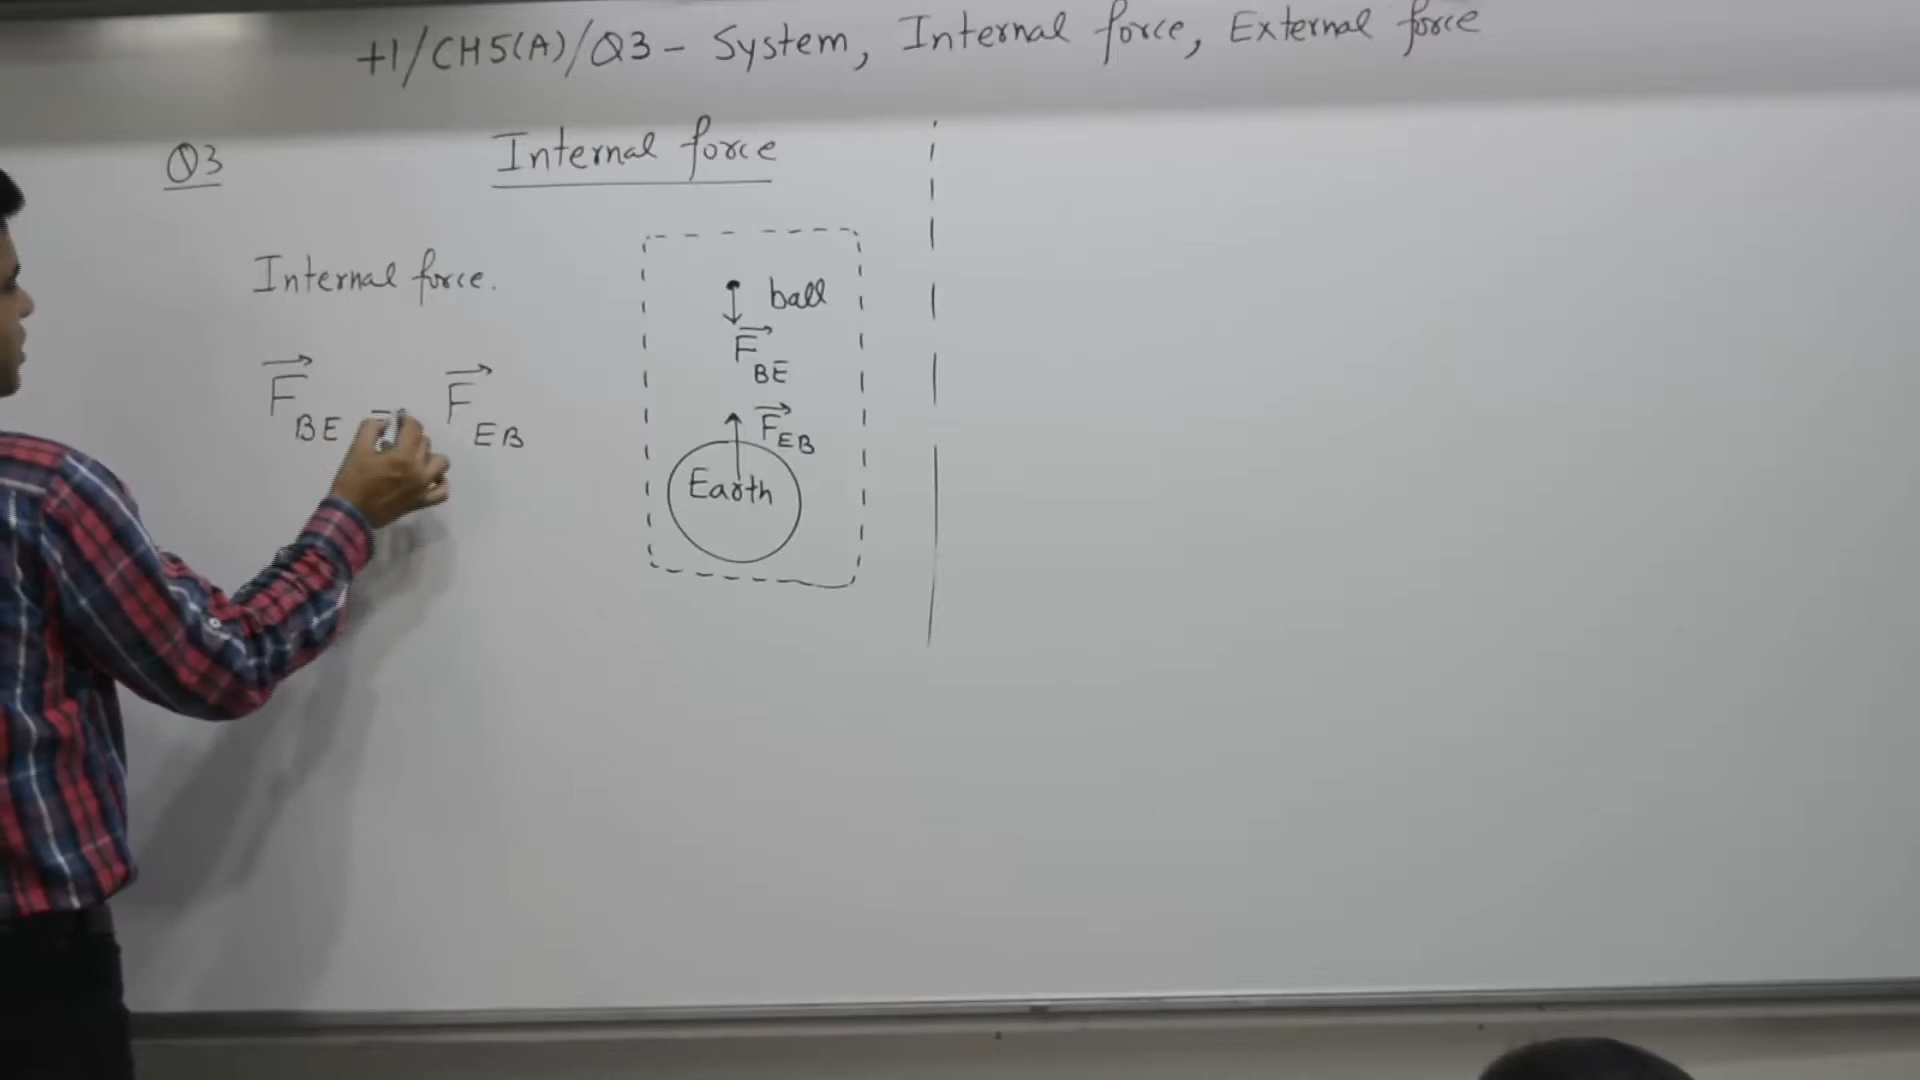 +1/CH5(A)/Q3 - System, Internal force, External force
Q3
Internal force
Internal force.
F BE
F EB
ball
F BE
F EB
Earth